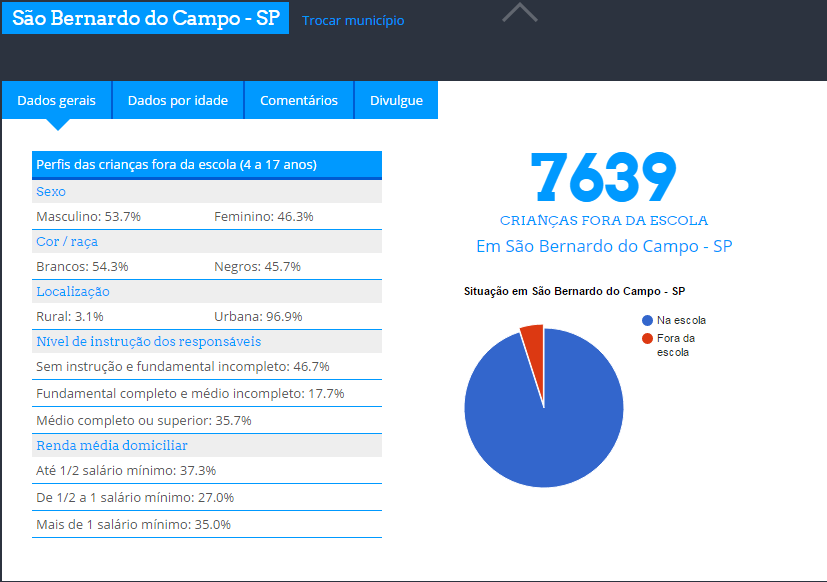 São Bernardo do Campo - SP
Trocar município
Dados gerais
Dados por idade
Comentários
Divulgue
Perfis das crianças fora da escola (4 a 17 anos)
Sexo
Masculino: 53.7% Feminino: 46.3%
Cor / raça
Brancos: 54.3% Negros: 45.7%
Localização
Rural: 3.1% Urbana: 96.9%
Nível de instrução dos responsáveis
Sem instrução e fundamental incompleto: 46.7%
Fundamental completo e médio incompleto: 17.7%
Médio completo ou superior: 35.7%
Renda média domiciliar
Até 1/2 salário mínimo: 37.3%
De 1/2 a 1 salário mínimo: 27.0%
Mais de 1 salário mínimo: 35.0%
7639
CRIANÇAS FORA DA ESCOLA
Em São Bernardo do Campo - SP
Situação em São Bernardo do Campo - SP
Na escola
Fora da
escola